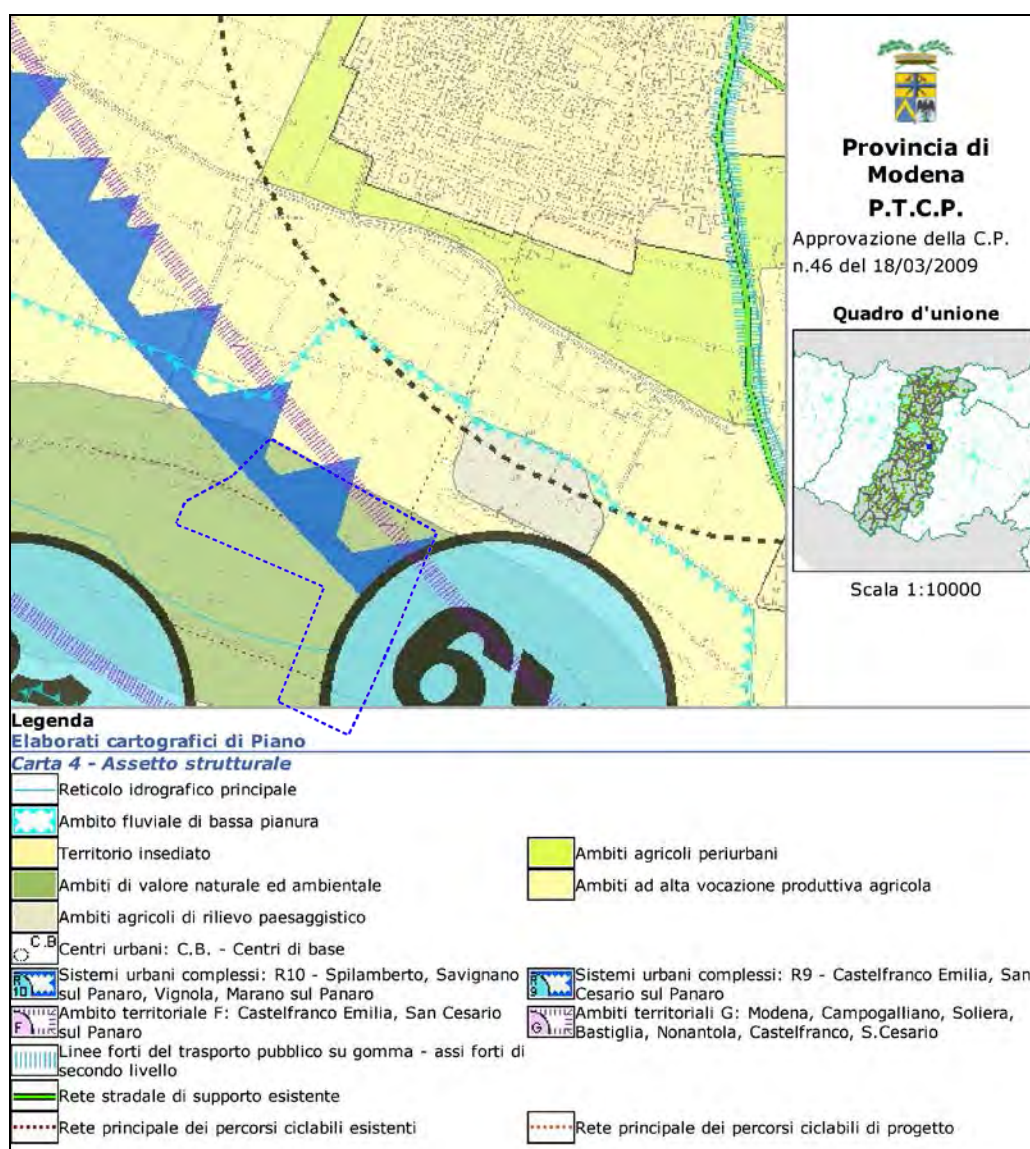 Provincia di
Modena
P.T.C.P.
Approvazione della C.P.
n.46 del 18/03/2009
Quadro d'unione
Scala 1:10000
Legenda
Elaborati cartografici di Piano
Carta 4 - Assetto strutturale
Reticolo idrografico principale
Ambito fluviale di bassa pianura
Territorio insediato
Ambiti agricoli periurbani
Ambiti di valore naturale ed ambientale
Ambiti ad alta vocazione produttiva agricola
Ambiti agricoli di rilievo paesaggistico
C.B
Centri urbani: C.B. - Centri di base
R
10
Sistemi urbani complessi: R10 - Spilamberto, Savignano
sul Panaro, Vignola, Marano sul Panaro
R
9
Sistemi urbani complessi: R9 - Castelfranco Emilia, San
Cesario sul Panaro
F
Ambito territoriale F: Castelfranco Emilia, San Cesario
sul Panaro
G
Ambiti territoriali G: Modena, Campogalliano, Soliera,
Bastiglia, Nonantola, Castelfranco, S.Cesario
Linee forti del trasporto pubblico su gomma - assi forti di
secondo livello
Rete stradale di supporto esistente
Rete principale dei percorsi ciclabili esistenti
Rete principale dei percorsi ciclabili di progetto